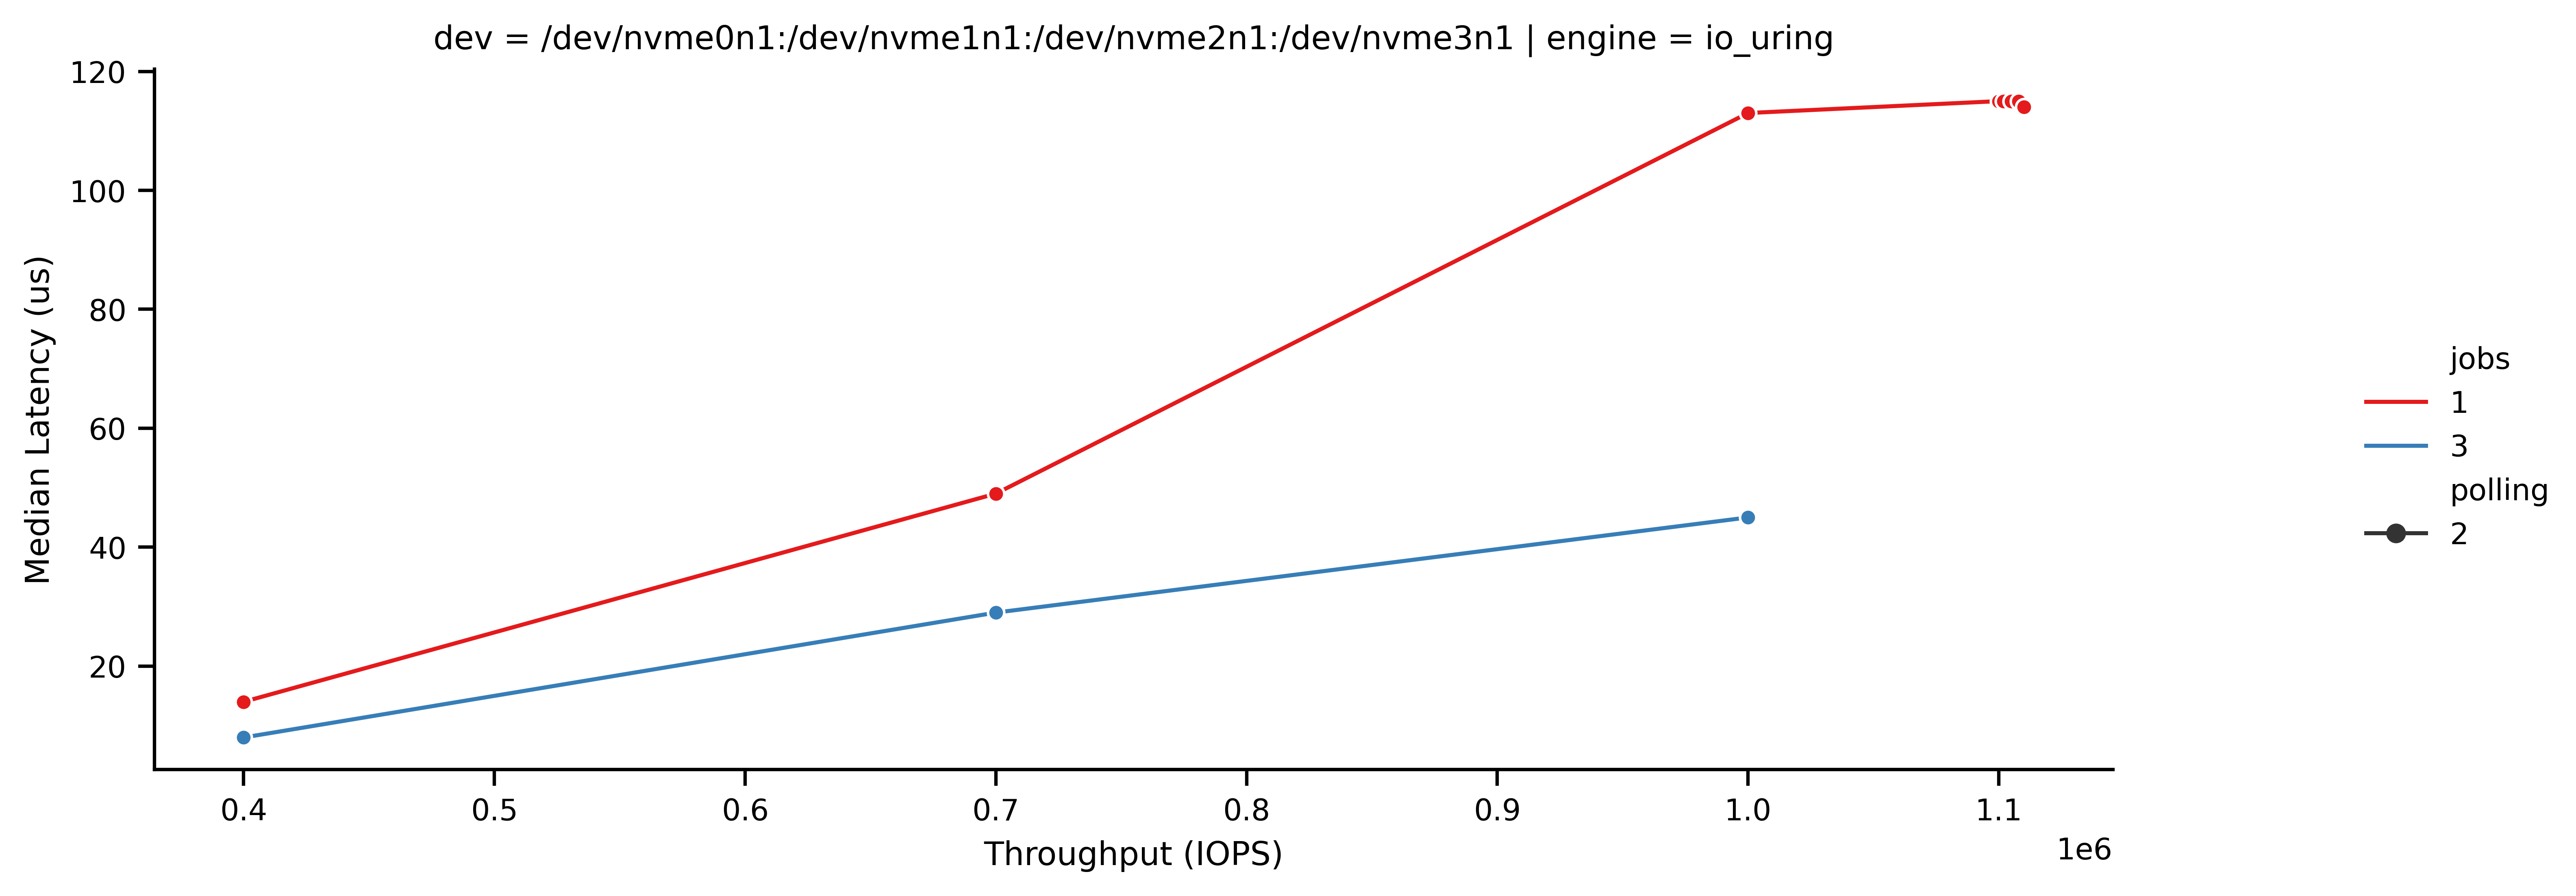 dev = /dev/nvme0n1:/dev/nvme1n1:/dev/nvme2n1:/dev/nvme3n1 | engine = io_uring
120
100
80
60
40
20
Median Latency (us)
0.4 0.5 0.6 0.7 0.8 0.9 1.0 1.1
1e6
Throughput (IOPS)
jobs
1
3
polling
2